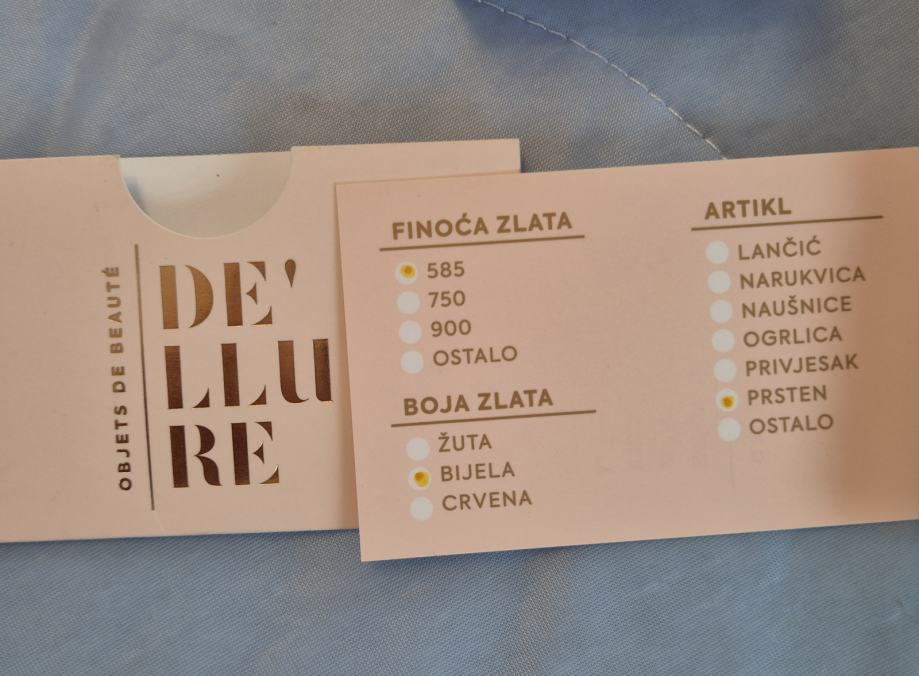 OBJETS DE BEAUTÉ
DE'
LLU
RE
FINOĆA ZLATA
585
750
900
OSTALO
BOJA ZLATA
ŽUTA
BIJELA
CRVENA
ARTIKL
LANČIĆ
NARUKVICA
NAUŠNICE
OGRLICA
PRIVJESAK
PRSTEN
OSTALO